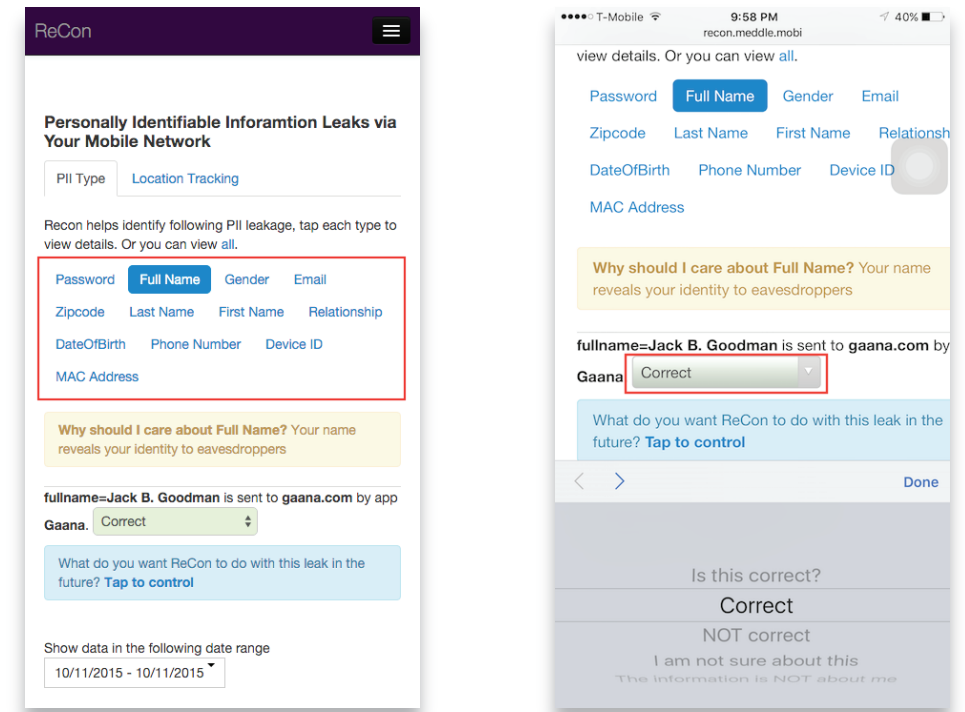 ReCon
Personally Identifiable Inforamtion Leaks via
Your Mobile Network
PII Type Location Tracking
Recon helps identify following PII leakage, tap each type to
view details. Or you can view all.
Password Full Name Gender Email
Zipcode Last Name First Name Relationship
DateOfBirth Phone Number Device ID
MAC Address
Why should I care about Full Name? Your name
reveals your identity to eavesdroppers
fullname=Jack B. Goodman is sent to gaana.com by app
Gaana. Correct
What do you want ReCon to do with this leak in the
future? Tap to control
Show data in the following date range
10/11/2015 - 10/11/2015
T-Mobile 9:58 PM 40%
recon.meddle.mobi
view details. Or you can view all.
Password Full Name Gender Email
Zipcode Last Name First Name Relationsh
DateOfBirth Phone Number Device ID
MAC Address
Why should I care about Full Name? Your name
reveals your identity to eavesdroppers
fullname=Jack B. Goodman is sent to gaana.com by
Gaana Correct
What do you want ReCon to do with this leak in the
future? Tap to control
Done
Is this correct?
Correct
NOT correct
I am not sure about this
The information is NOT about me